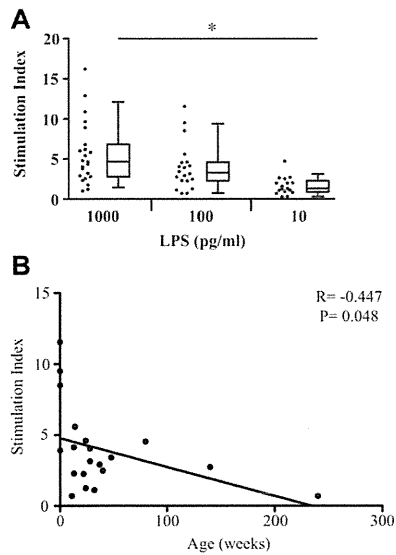 A
*
Stimulation Index
20
15
10
5
0
1000 100 10
LPS (pg/ml)
B
R= -0.447
P= 0.048
Stimulation Index
15
10
5
0
0 100 200 300
Age (weeks)